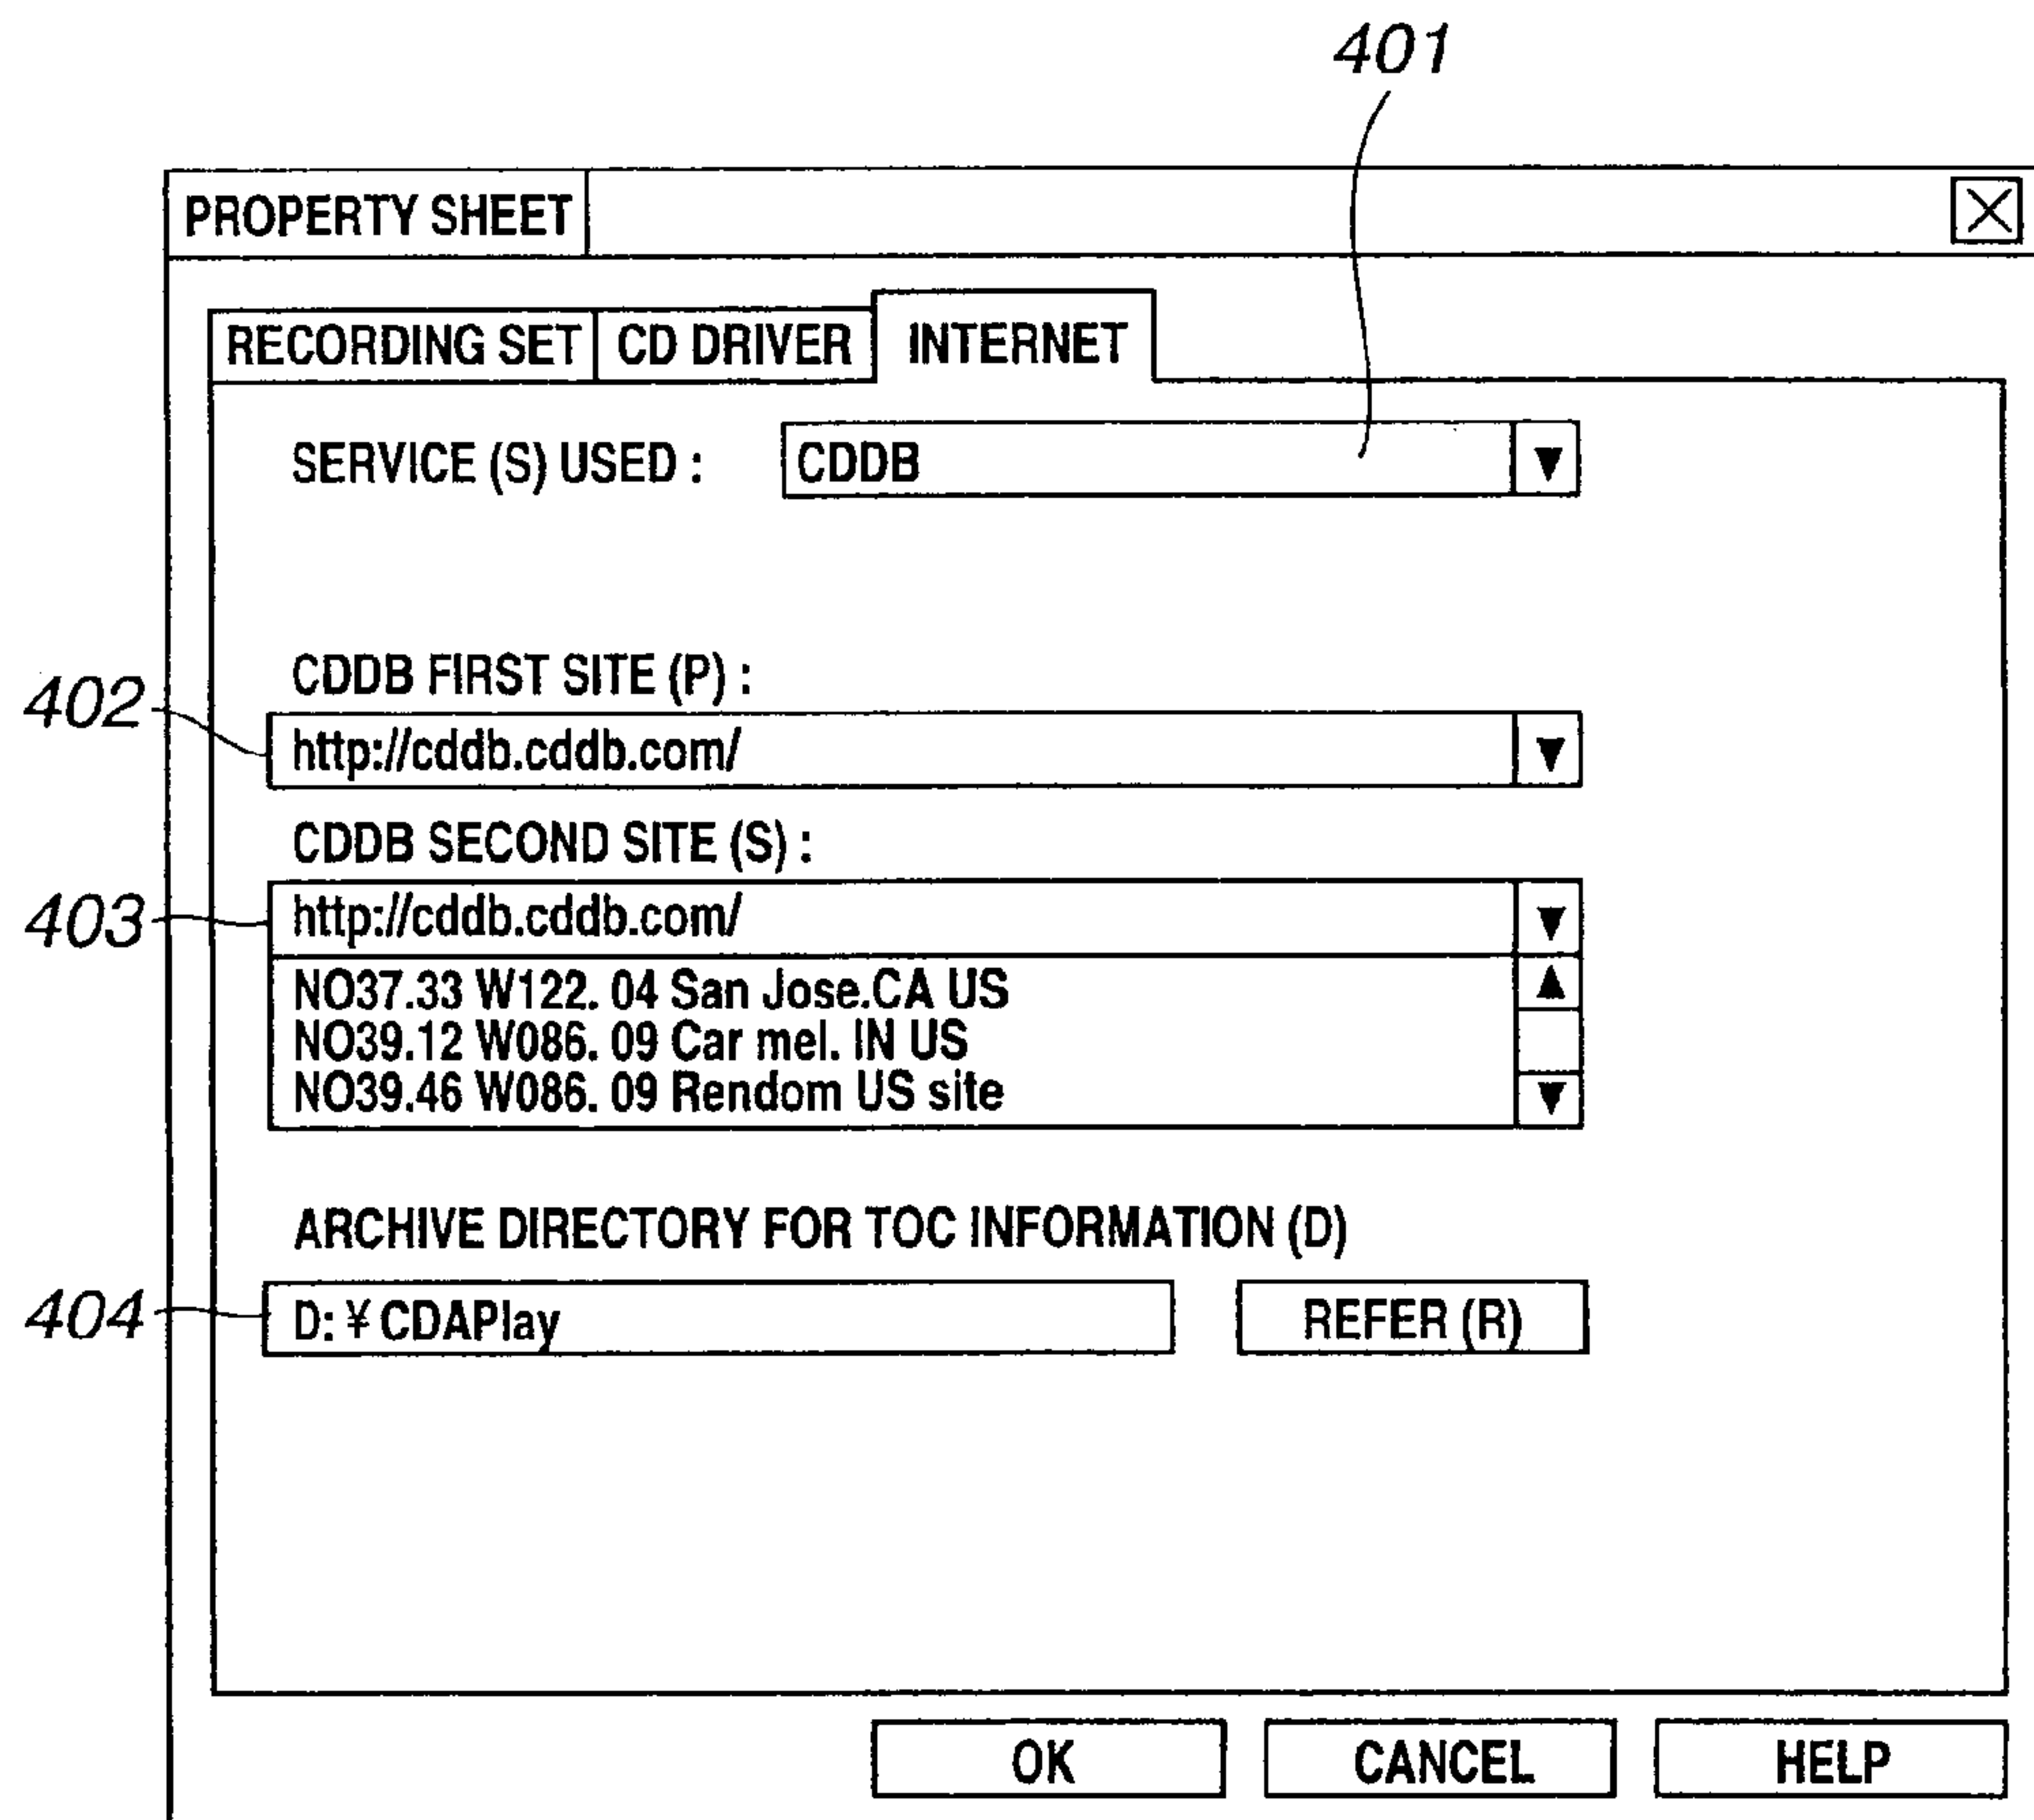 401
PROPERTY SHEET
RECORDING SET CD DRIVER INTERNET
SERVICE (S) USED : CDDB
CDDB FIRST SITE (P) :
402
http://cddb.cddb.com/
CDDB SECOND SITE (S) :
403
http://cddb.cddb.com/
NO37.33 W122. 04 San Jose.CA US
NO39.12 W086. 09 Car mel. IN US
NO39.46 W086. 09 Rendom US site
ARCHIVE DIRECTORY FOR TOC INFORMATION (D)
404
D: ¥ CDAPlay REFER (R)
OK CANCEL HELP